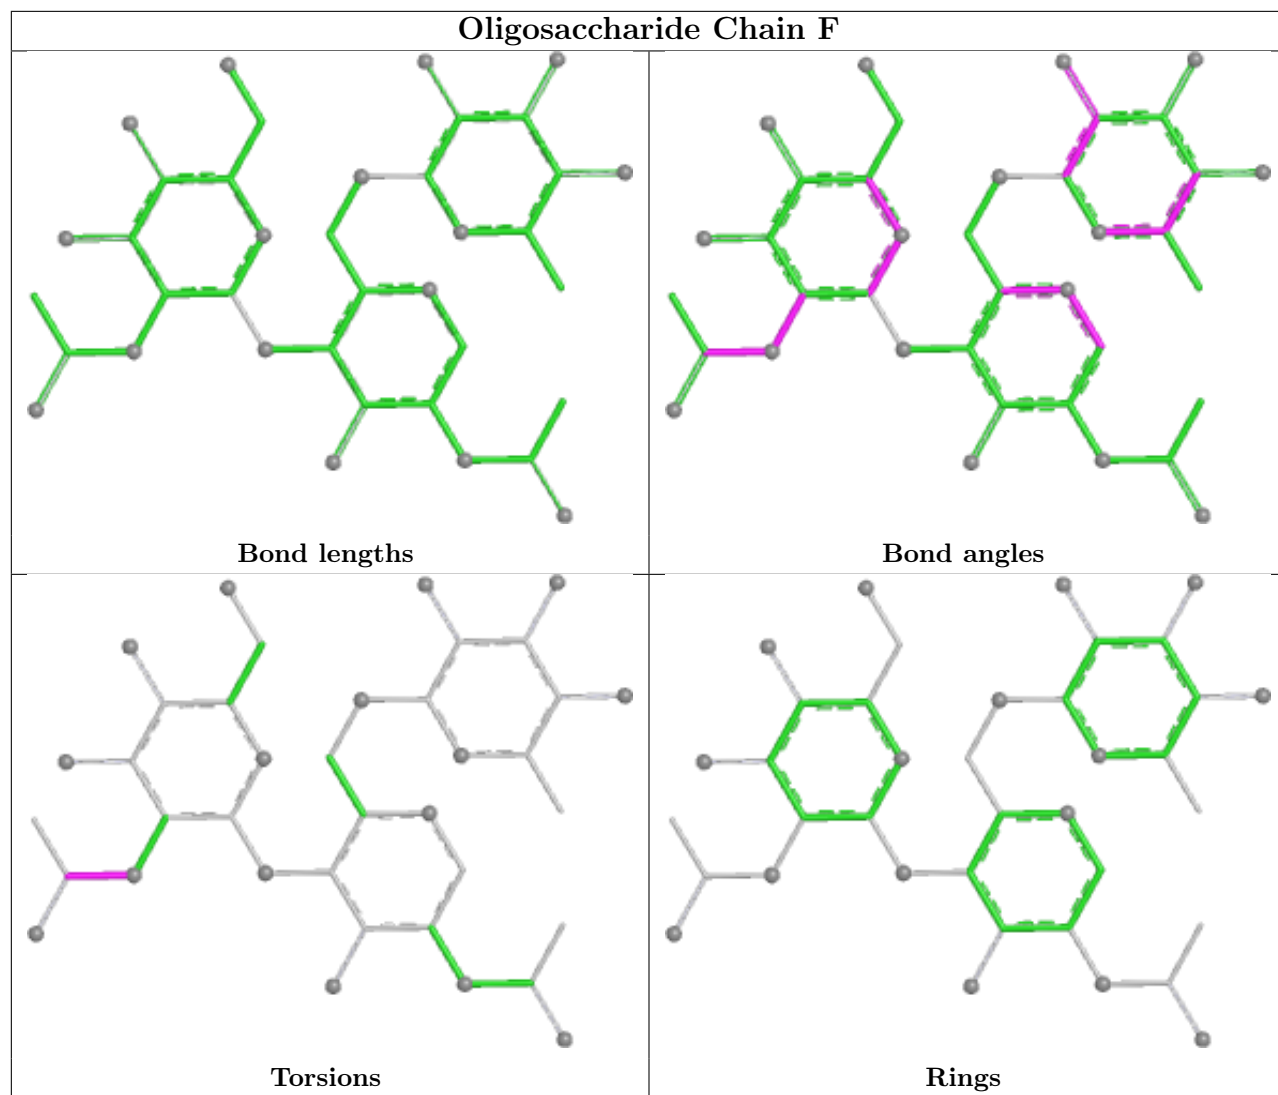 Oligosaccharide Chain F
Bond lengths
Bond angles
Torsions
Rings